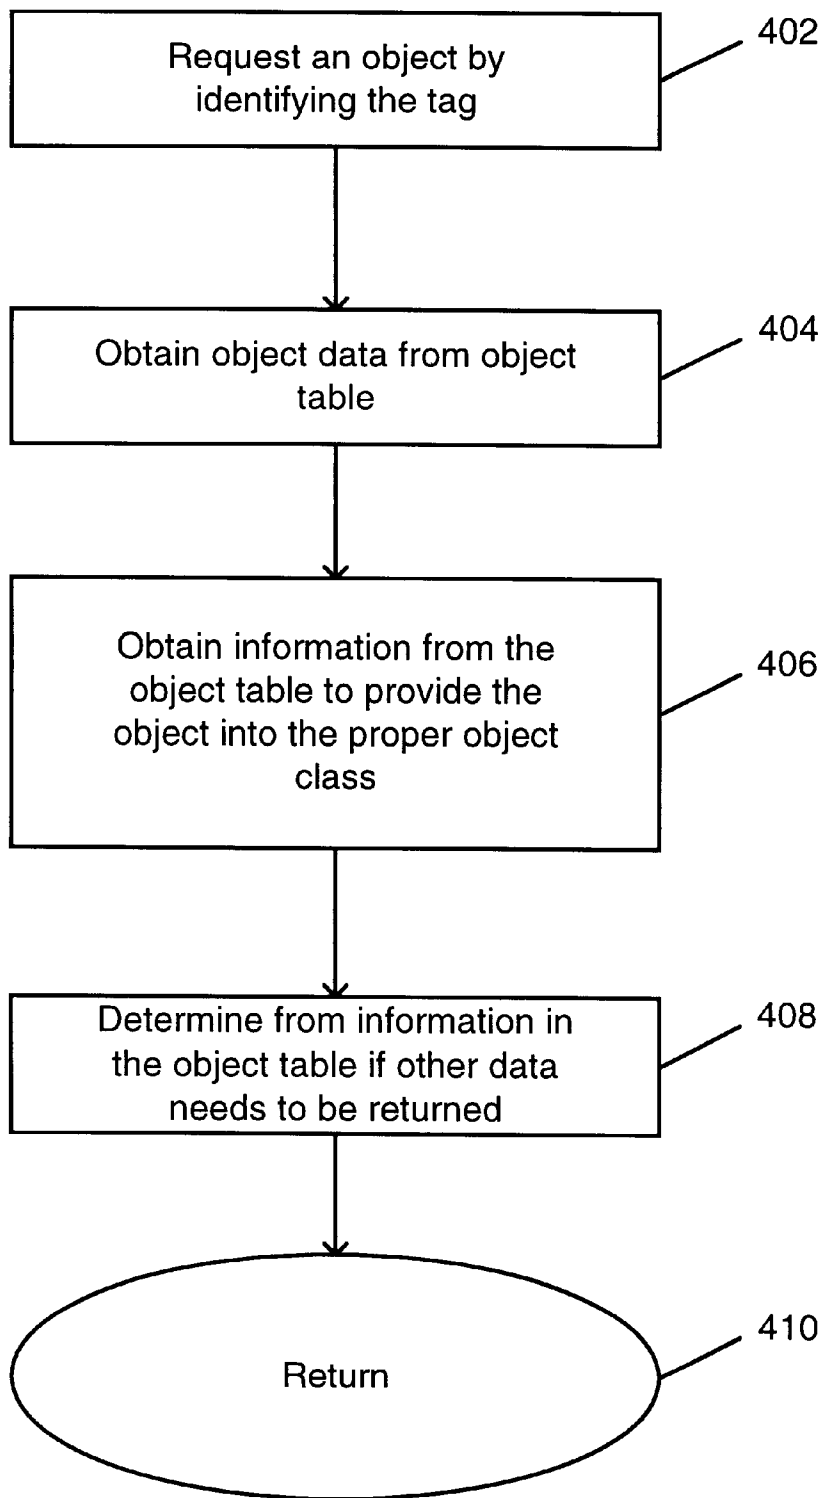 402
Request an object by
identifying the tag
404
Obtain object data from object
table
406
Obtain information from the
object table to provide the
object into the proper object
class
408
Determine from information in
the object table if other data
needs to be returned
410
Return